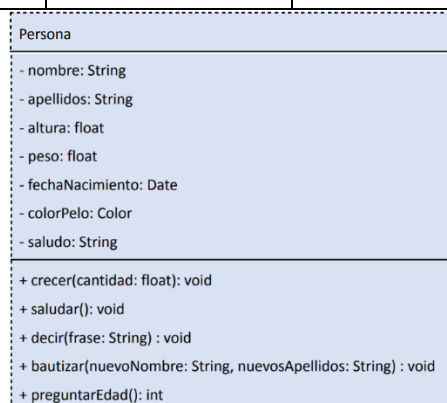 Persona
- nombre: String
- apellidos: String
- altura: float
- peso: float
- fechaNacimiento: Date
- colorPelo: Color
- saludo: String
+ crecer(cantidad: float): void
+ saludar(): void
+ decir(frase: String) : void
+ bautizar(nuevoNombre: String, nuevosApellidos: String) : void
+ preguntarEdad(): int